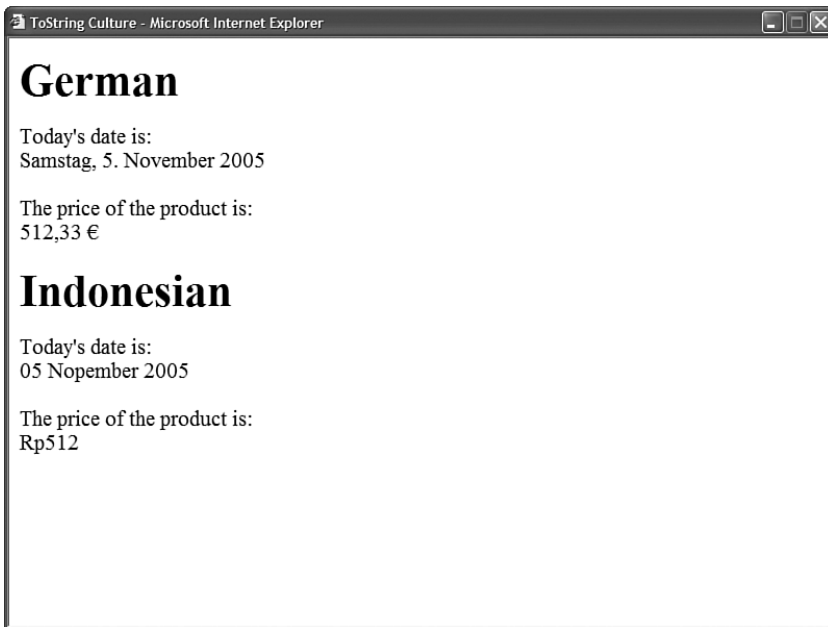 ToString Culture - Microsoft Internet Explorer
German
Today's date is:
Samstag, 5. November 2005
The price of the product is:
512,33 €
Indonesian
Today's date is:
05 Nopember 2005
The price of the product is:
Rp512